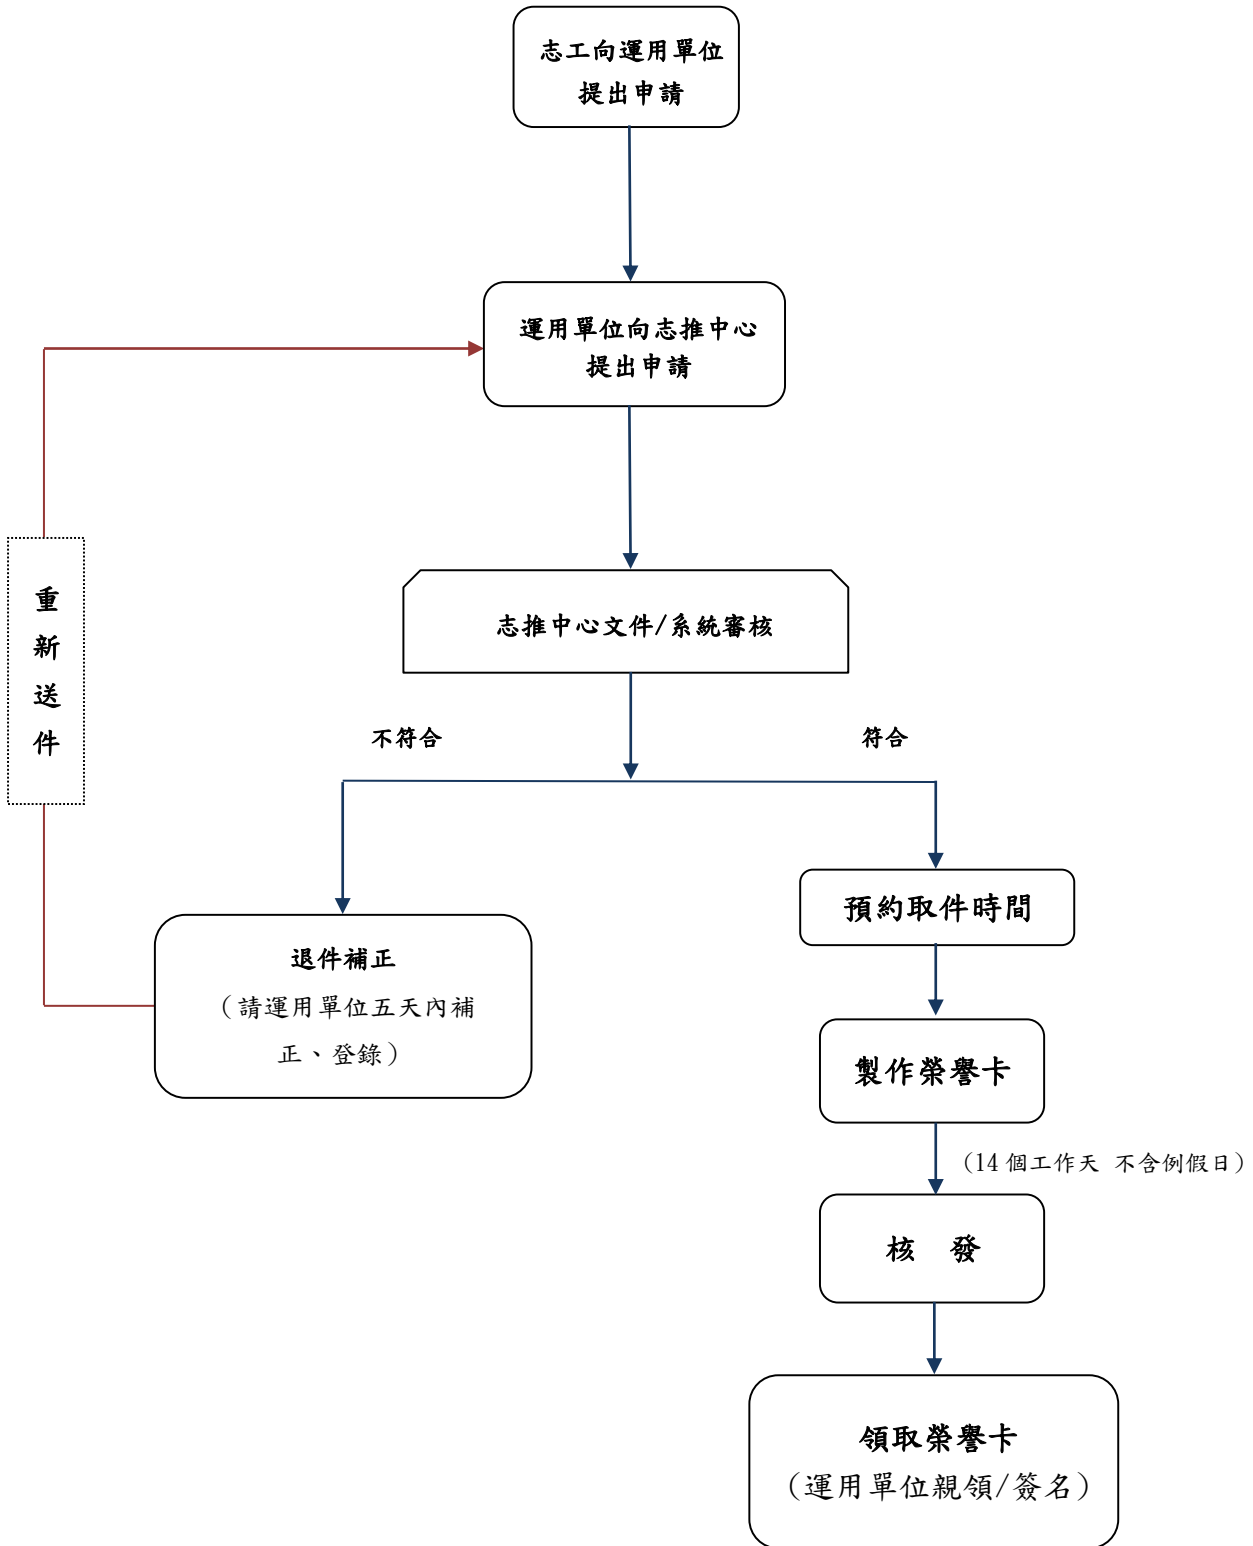 志工向運用單位
提出申請
運用單位向志推中心
提出申請
重
新
送
件
志推中心文件/系統審核
不符合
符合
預約取件時間
退件補正
（請運用單位五天內補
正、登錄）
製作榮譽卡
（14 個工作天 不含例假日）
核　發
領取榮譽卡
（運用單位親領/簽名）